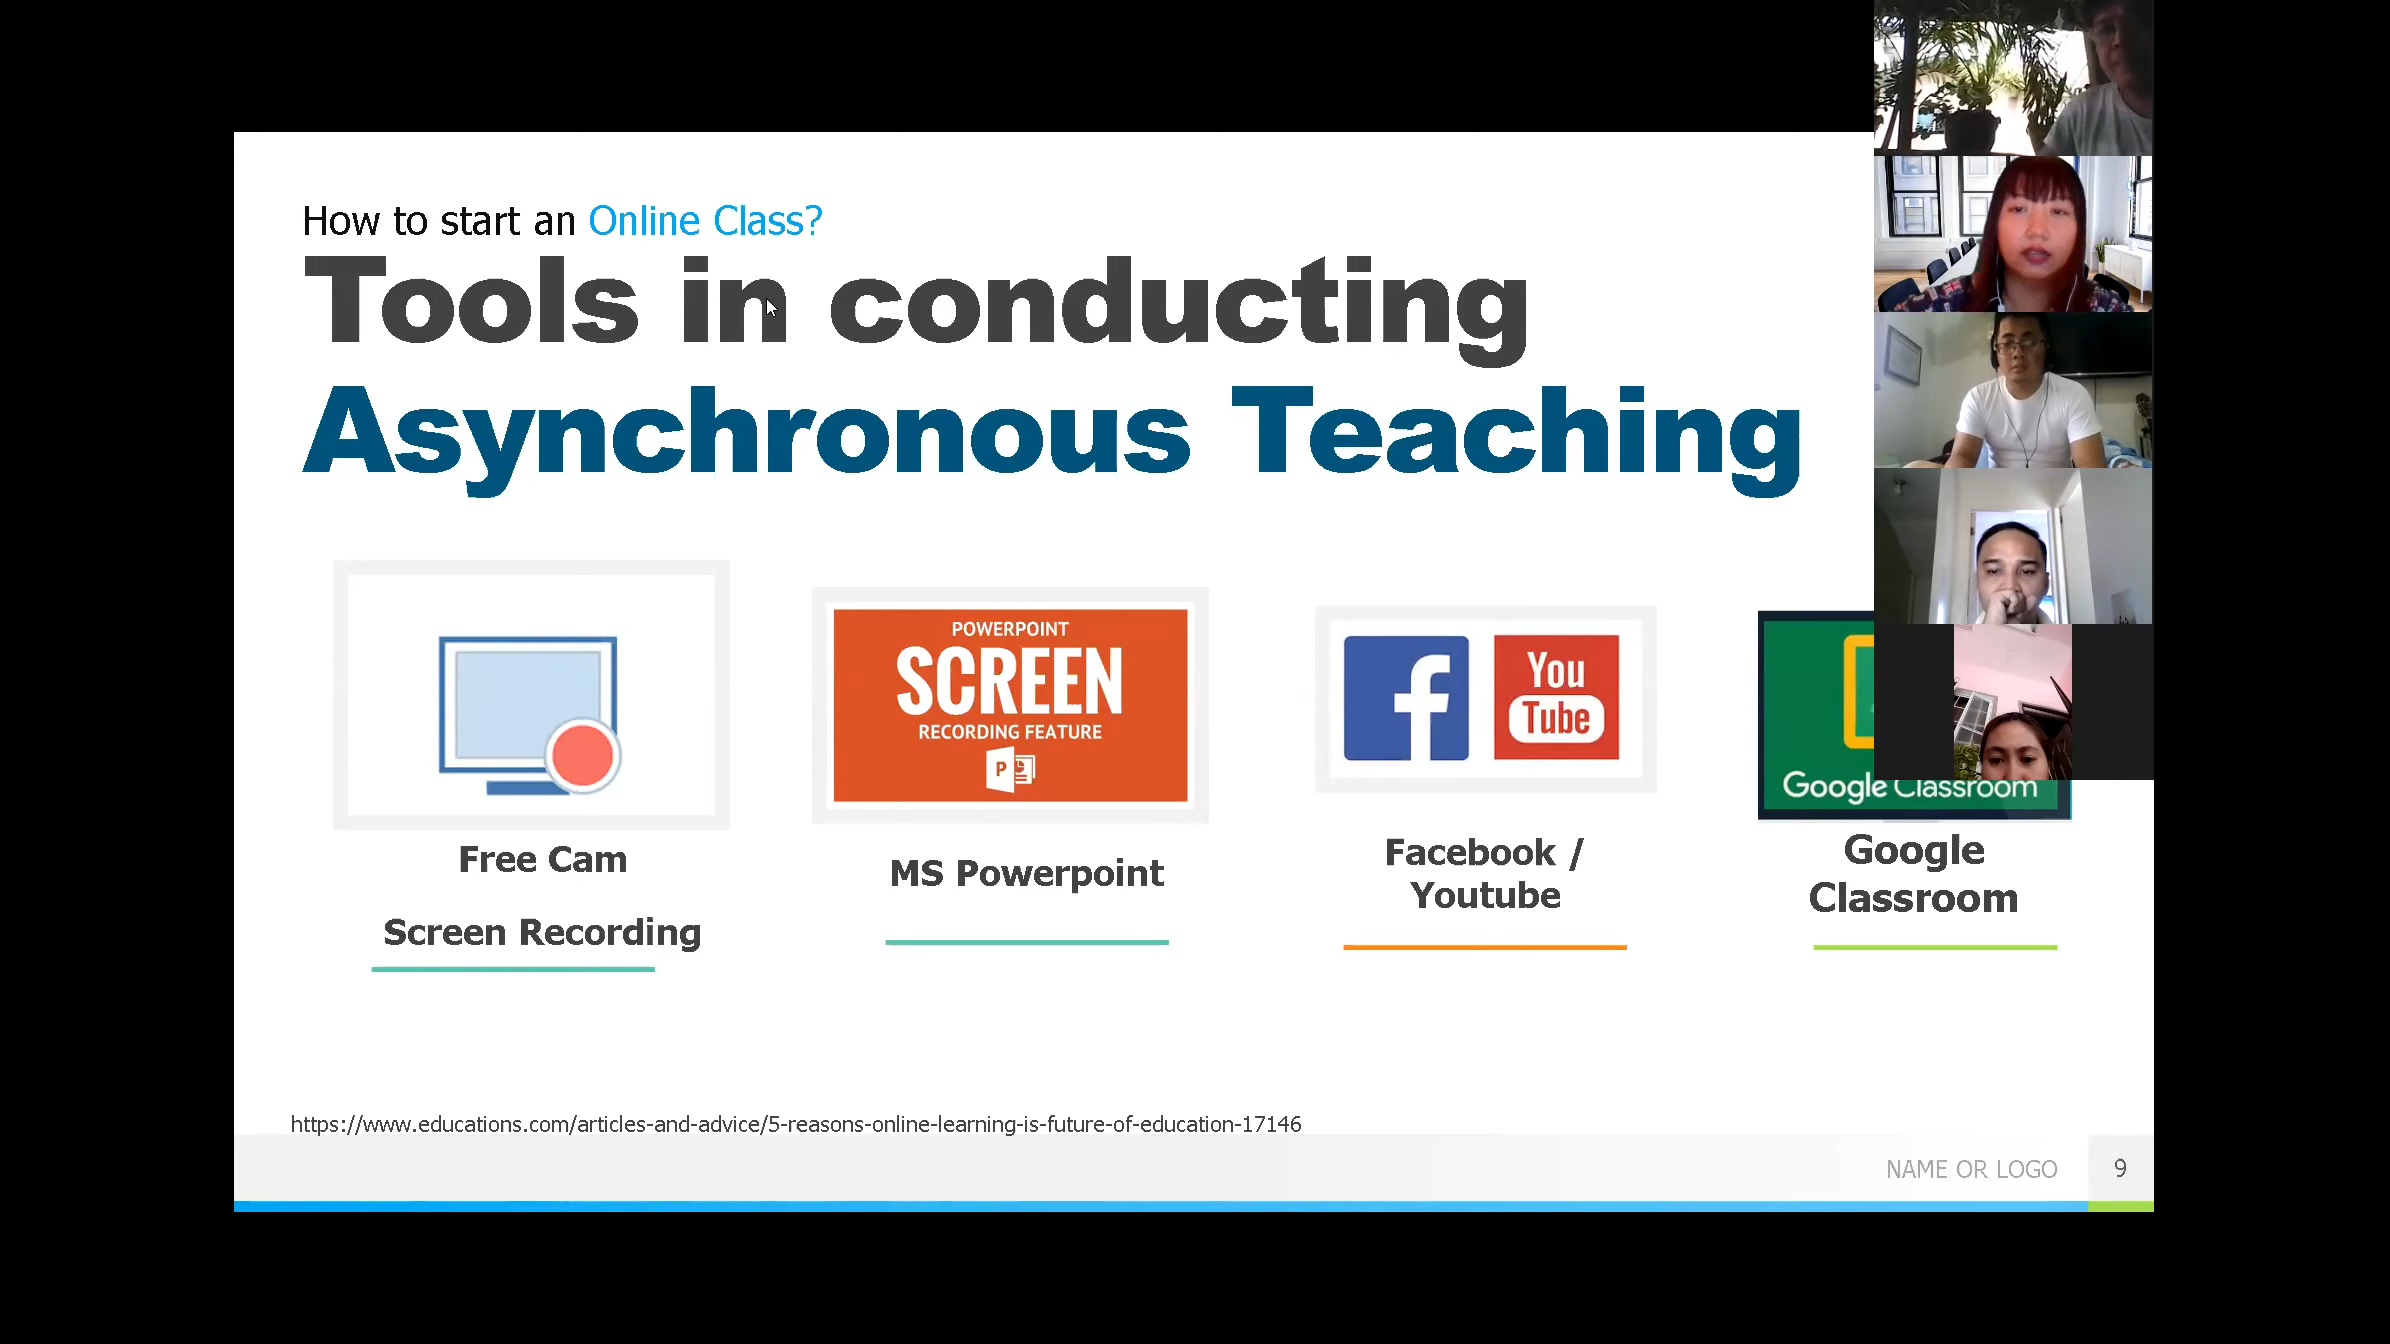 How to start an Online Class?
Tools in conducting
Asynchronous Teaching
POWERPOINT
SCREEN
RECORDING FEATURE
P
f
You
Tube
Google Classroom
Free Cam
Screen Recording
MS Powerpoint
Facebook /
Youtube
Google
Classroom
https://www.educations.com/articles-and-advice/5-reasons-online-learning-is-future-of-education-17146
NAME OR LOGO
9